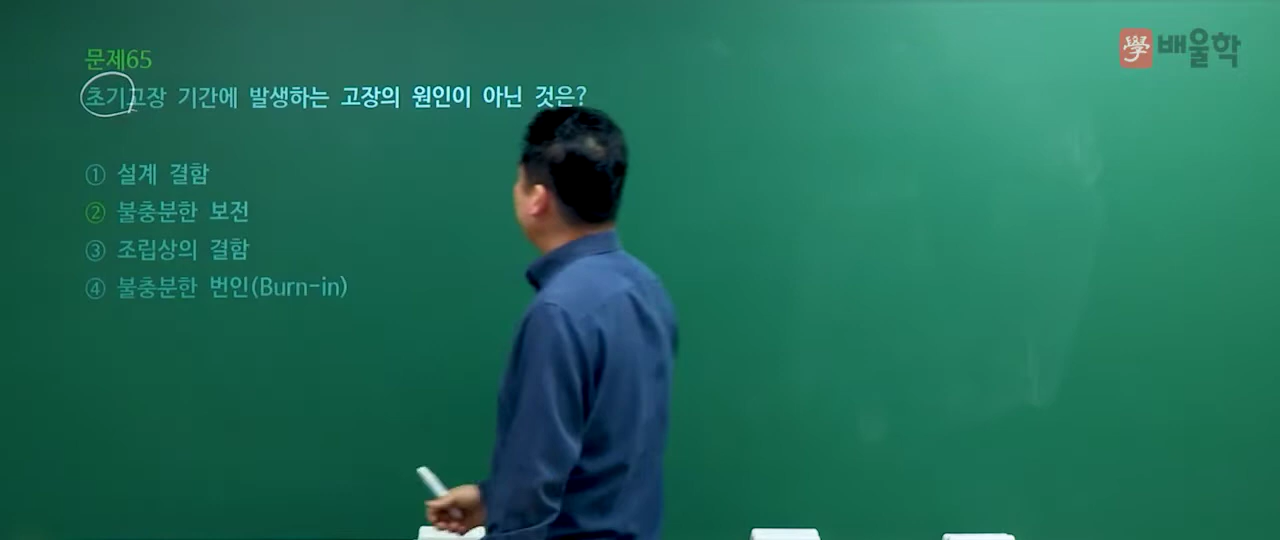 문제65
초기고장 기간에 발생하는 고장의 원인이 아닌 것은?
① 설계 결함
② 불충분한 보전
③ 조립상의 결함
④ 불충분한 번인(Burn-in)
學 배울학